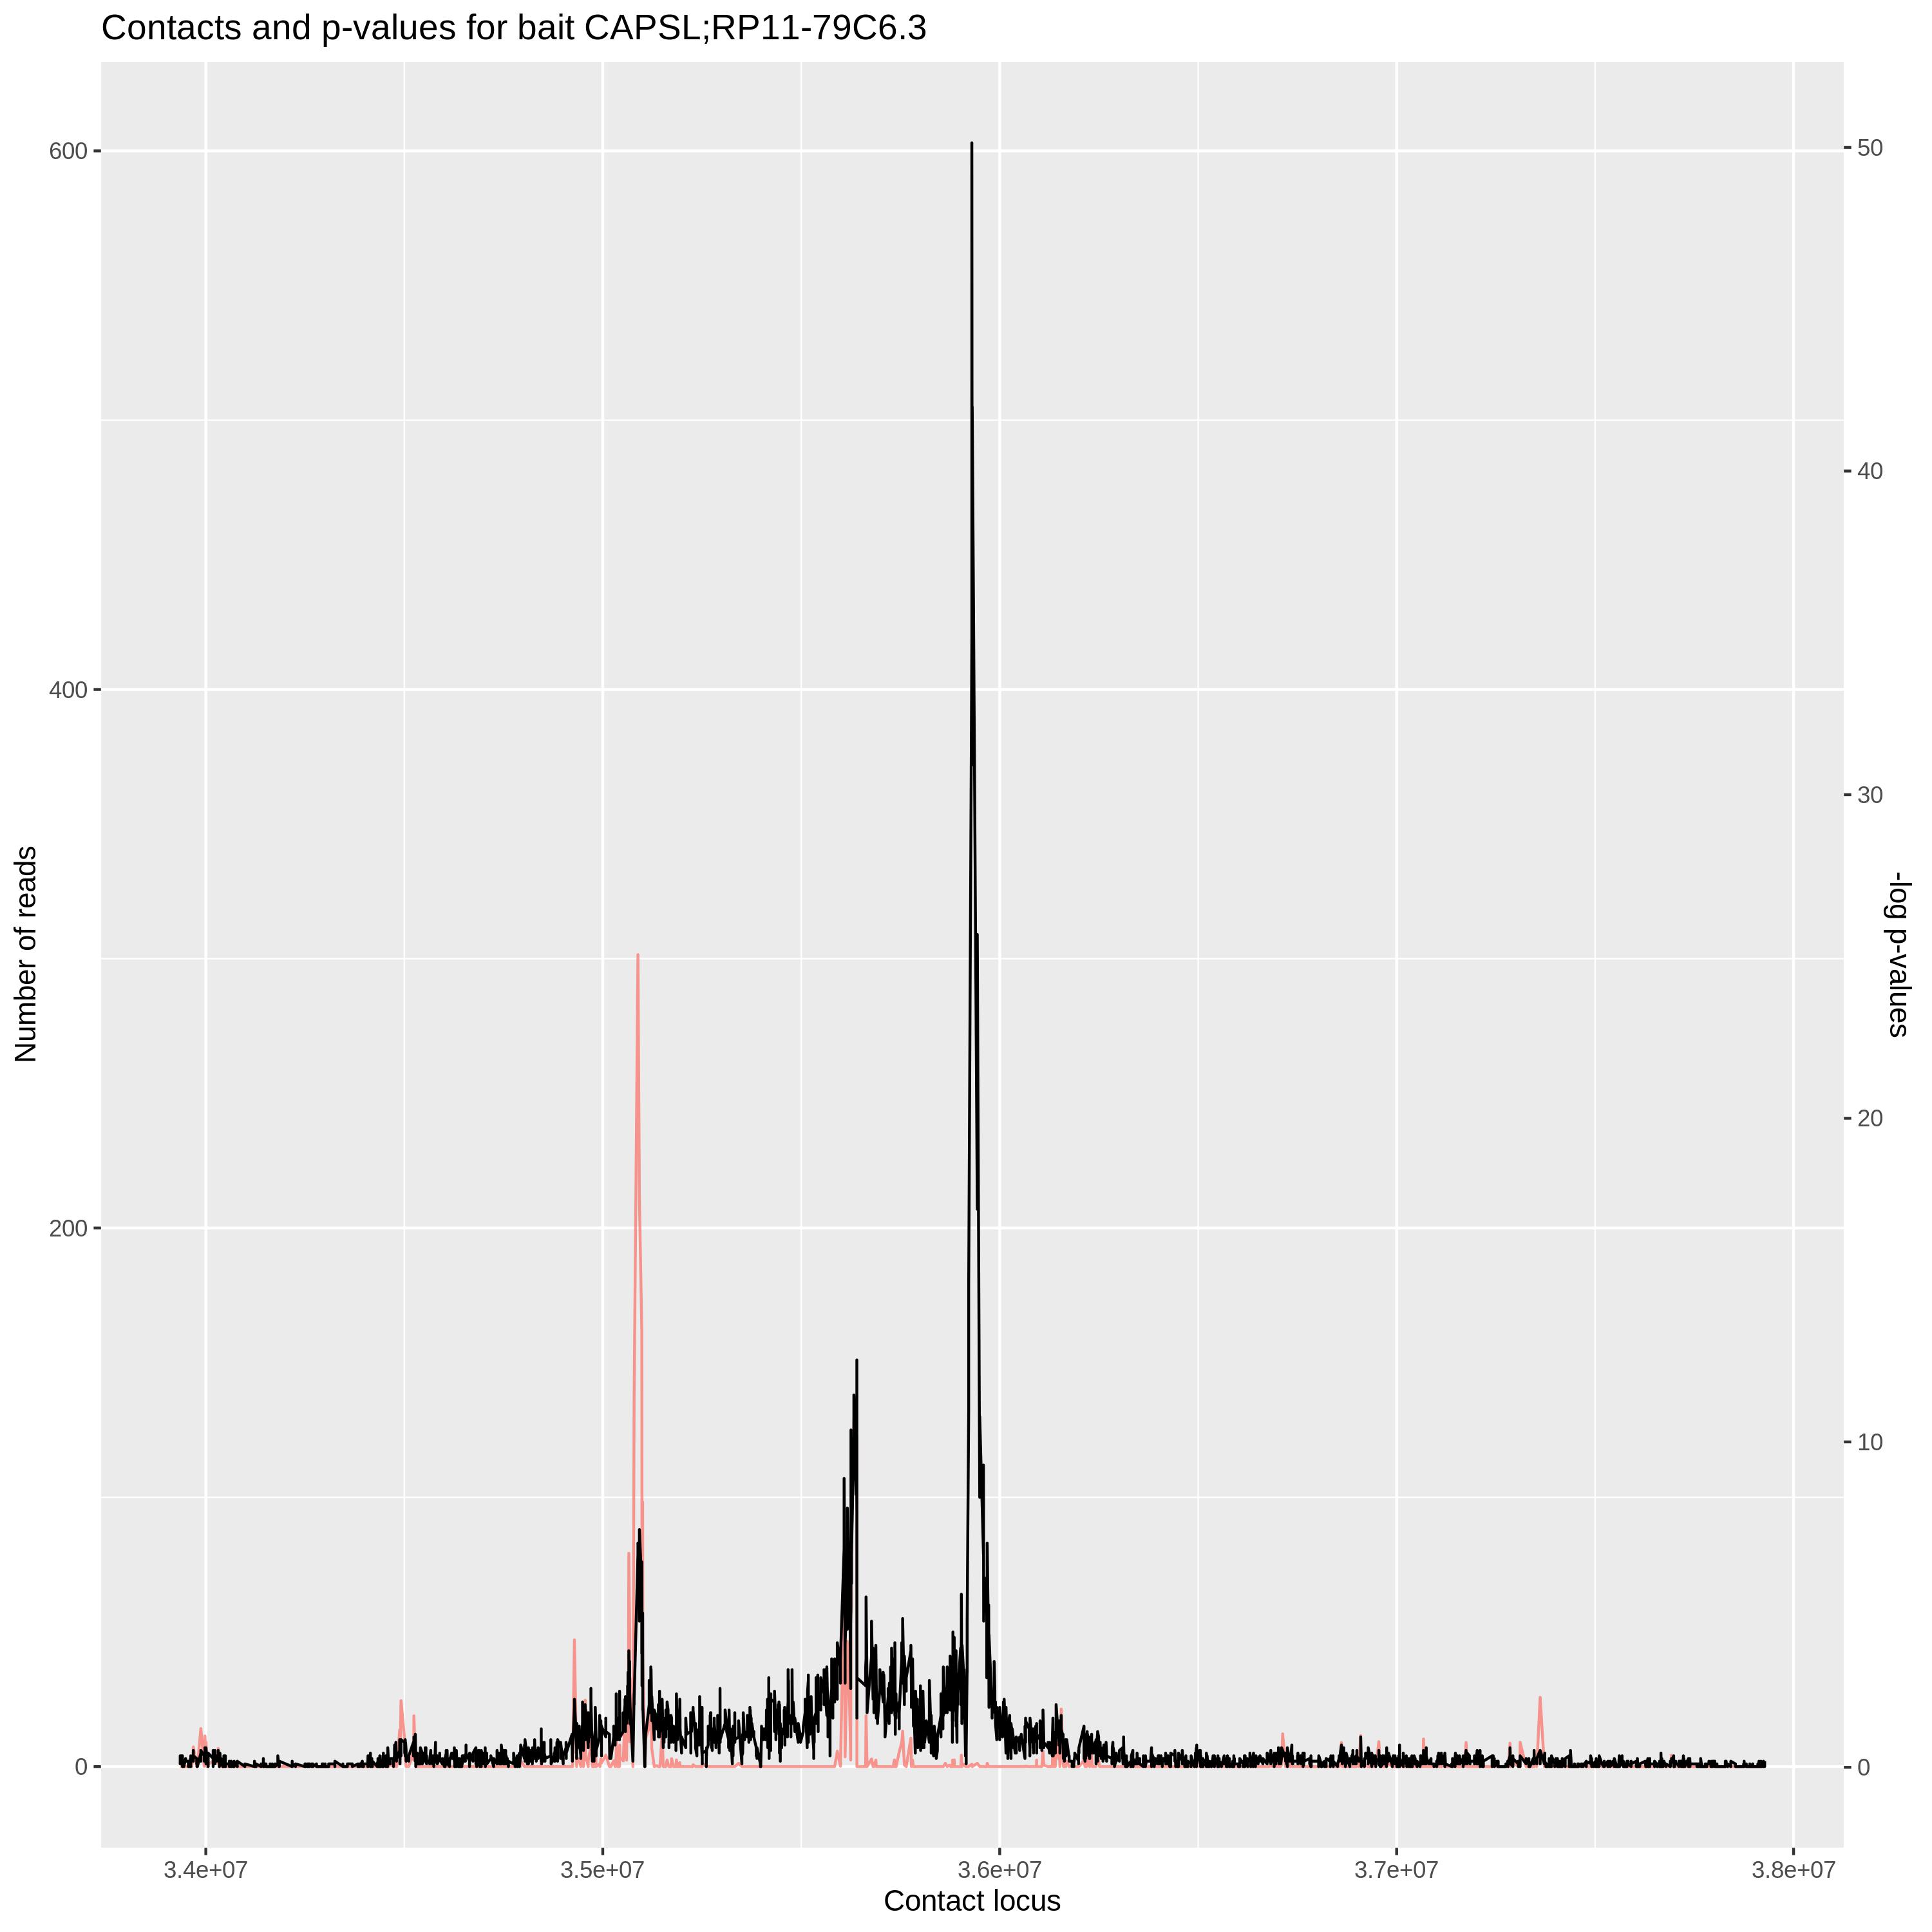 Contacts and p-values for bait CAPSL;RP11-79C6.3
600
400
200
0
Number of reads
50
40
30
20
10
0
-log p-values
3.4e+07
3.5e+07
3.6e+07
3.7e+07
3.8e+07
Contact locus